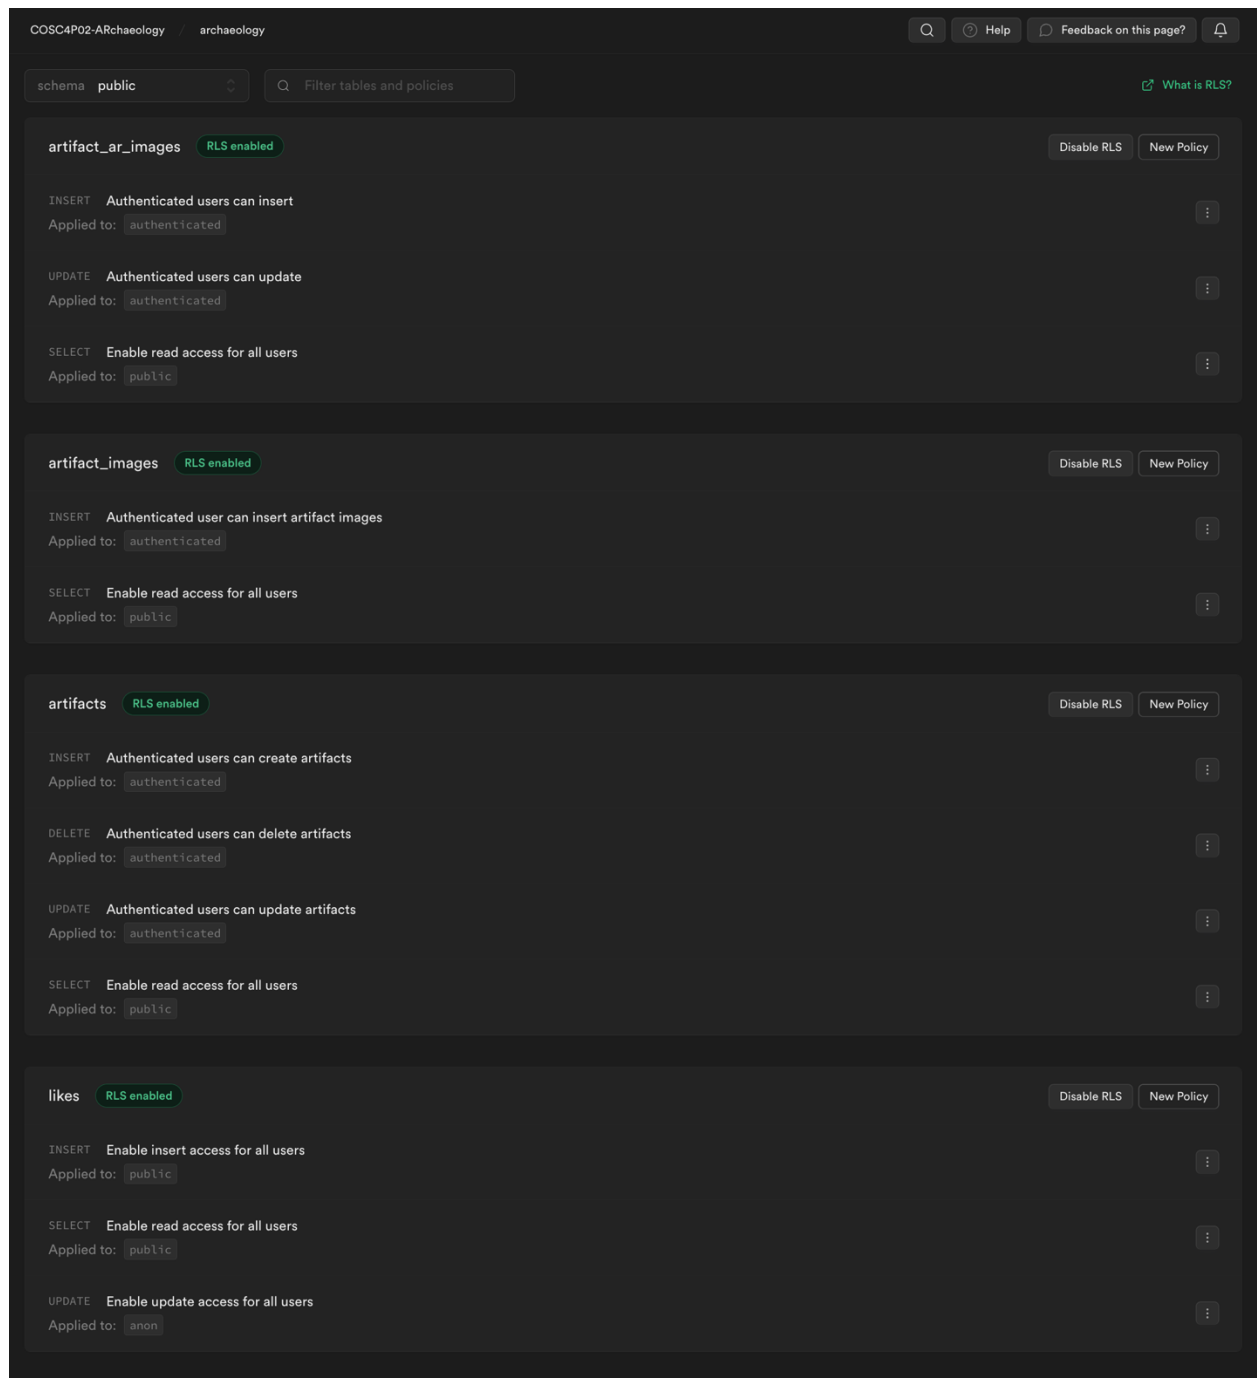 COSC4P02-ARchaeology / archaeology Help Feedback on this page?
schema public Filter tables and policies What is RLS?
artifact_ar_images RLS enabled Disable RLS New Policy
INSERT Authenticated users can insert
Applied to: authenticated
UPDATE Authenticated users can update
Applied to: authenticated
SELECT Enable read access for all users
Applied to: public
artifact_images RLS enabled Disable RLS New Policy
INSERT Authenticated user can insert artifact images
Applied to: authenticated
SELECT Enable read access for all users
Applied to: public
artifacts RLS enabled Disable RLS New Policy
INSERT Authenticated users can create artifacts
Applied to: authenticated
DELETE Authenticated users can delete artifacts
Applied to: authenticated
UPDATE Authenticated users can update artifacts
Applied to: authenticated
SELECT Enable read access for all users
Applied to: public
likes RLS enabled Disable RLS New Policy
INSERT Enable insert access for all users
Applied to: public
SELECT Enable read access for all users
Applied to: public
UPDATE Enable update access for all users
Applied to: anon